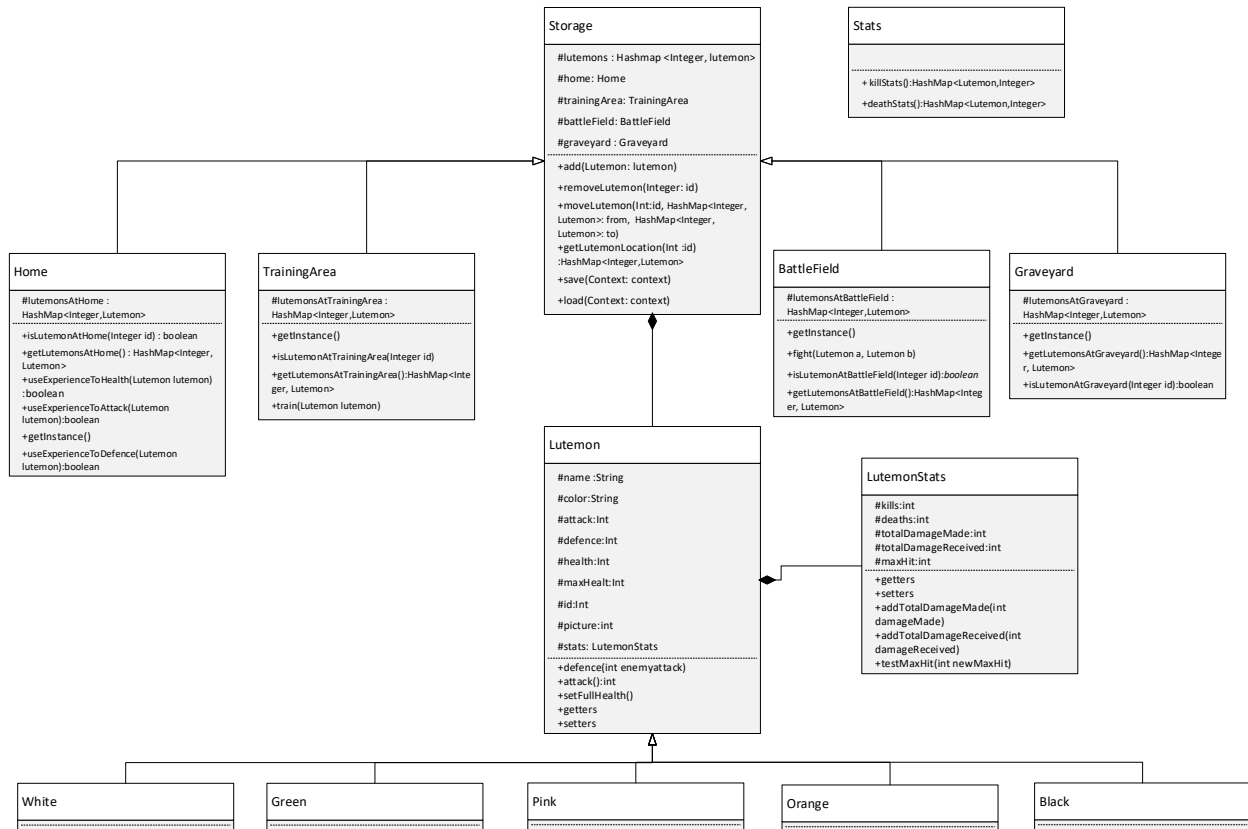 Storage
#lutemons : Hashmap <Integer, lutemon>
#home: Home
#trainingArea: TrainingArea
#battleField: BattleField
#graveyard : Graveyard
+add(Lutemon: lutemon)
+removeLutemon(Integer: id)
+moveLutemon(Int:id, HashMap<Integer,
Lutemon>: from, HashMap<Integer,
Lutemon>: to)
+getLutemonLocation(Int :id)
:HashMap<Integer,Lutemon>
+save(Context: context)
+load(Context: context)
Stats
+ killStats():HashMap<Lutemon,Integer>
+deathStats():HashMap<Lutemon,Integer>
Home
#lutemonsAtHome :
HashMap<Integer,Lutemon>
+isLutemonAtHome(Integer id) : boolean
+getLutemonsAtHome() : HashMap<Integer,
Lutemon>
+useExperienceToHealth(Lutemon lutemon)
:boolean
+useExperienceToAttack(Lutemon
lutemon):boolean
+getInstance()
+useExperienceToDefence(Lutemon
lutemon):boolean
TrainingArea
#lutemonsAtTrainingArea :
HashMap<Integer,Lutemon>
+getInstance()
+isLutemonAtTrainingArea(Integer id)
+getLutemonsAtTrainingArea():HashMap<Inte
ger, Lutemon>
+train(Lutemon lutemon)
BattleField
#lutemonsAtBattleField :
HashMap<Integer,Lutemon>
+getInstance()
+fight(Lutemon a, Lutemon b)
+isLutemonAtBattleField(Integer id):boolean
+getLutemonsAtBattleField():HashMap<Integ
er, Lutemon>
Graveyard
#lutemonsAtGraveyard :
HashMap<Integer,Lutemon>
+getInstance()
+getLutemonsAtGraveyard():HashMap<Intege
r, Lutemon>
+isLutemonAtGraveyard(Integer id):boolean
Lutemon
#name :String
#color:String
#attack:Int
#defence:Int
#health:Int
#maxHealt:Int
#id:Int
#picture:int
#stats: LutemonStats
+defence(int enemyattack)
+attack():int
+setFullHealth()
+getters
+setters
LutemonStats
#kills:int
#deaths:int
#totalDamageMade:int
#totalDamageReceived:int
#maxHit:int
+getters
+setters
+addTotalDamageMade(int
damageMade)
+addTotalDamageReceived(int
damageReceived)
+testMaxHit(int newMaxHit)
White
Green
Pink
Orange
Black